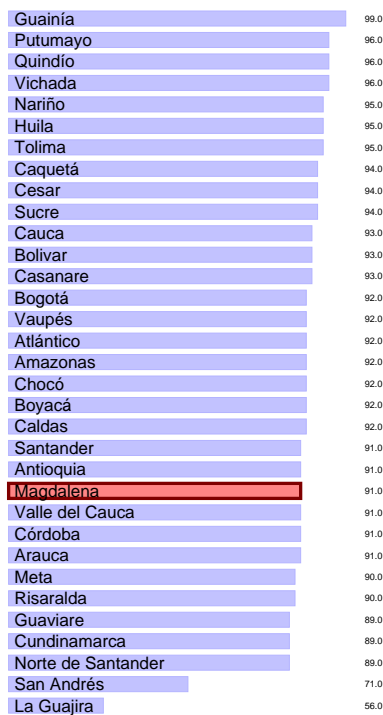 Guainía 99.0
Putumayo 96.0
Quindío 96.0
Vichada 96.0
Nariño 95.0
Huila 95.0
Tolima 95.0
Caquetá 94.0
Cesar 94.0
Sucre 94.0
Cauca 93.0
Bolivar 93.0
Casanare 93.0
Bogotá 92.0
Vaupés 92.0
Atlántico 92.0
Amazonas 92.0
Chocó 92.0
Boyacá 92.0
Caldas 92.0
Santander 91.0
Antioquia 91.0
Magdalena 91.0
Valle del Cauca 91.0
Córdoba 91.0
Arauca 91.0
Meta 90.0
Risaralda 90.0
Guaviare 89.0
Cundinamarca 89.0
Norte de Santander 89.0
San Andrés 71.0
La Guajira 56.0